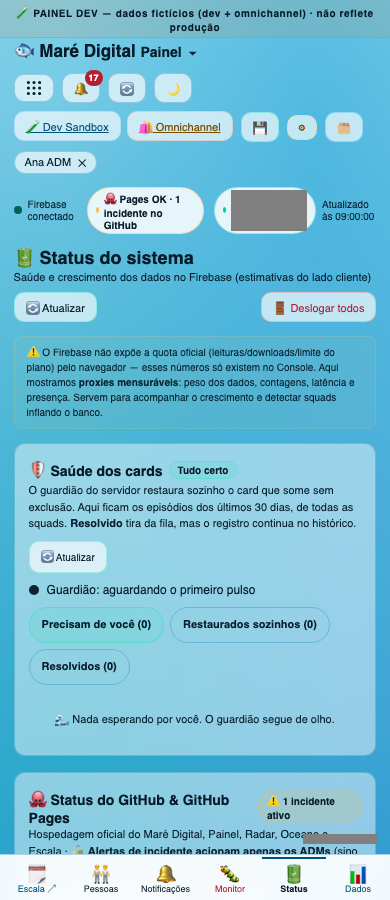 PAINEL DEV — dados fictícios (dev + omnichannel) · não reflete
produção
Maré Digital Painel
17
Dev Sandbox
Omnichannel
Ana ADM ×
Firebase
conectado
Pages OK · 1
incidente no
GitHub
Atualizado
às 09:00:00
Status do sistema
Saúde e crescimento dos dados no Firebase (estimativas do lado cliente)
Atualizar
Deslogar todos
O Firebase não expõe a quota oficial (leituras/downloads/limite do
plano) pelo navegador — esses números só existem no Console. Aqui
mostramos proxies mensuráveis: peso dos dados, contagens, latência e
presença. Servem para acompanhar o crescimento e detectar squads
inflando o banco.
Saúde dos cards
Tudo certo
O guardião do servidor restaura sozinho o card que some sem
exclusão. Aqui ficam os episódios dos últimos 30 dias, de todas as
squads. Resolvido tira da fila, mas o registro continua no histórico.
Atualizar
Guardião: aguardando o primeiro pulso
Precisam de você (0)
Restaurados sozinhos (0)
Resolvidos (0)
Nada esperando por você. O guardião segue de olho.
Status do GitHub & GitHub
Pages
1 incidente
ativo
Hospedagem oficial do Maré Digital, Painel, Radar,
Escala · Alertas de incidente acionam apenas os ADMs (sino
Escala ↗
Pessoas
Notificações
Monitor
Status
Dados